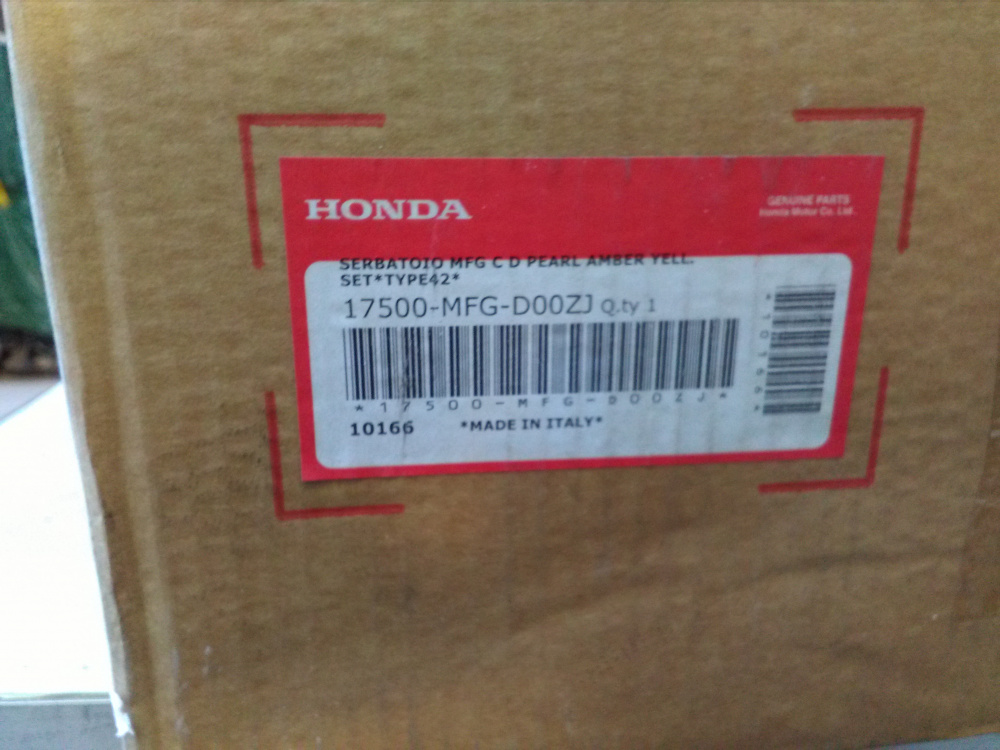 HONDA
GENUINE PARTS
Honda Motor Co. Ltd.
SERBATOIO MFG C D PEARL AMBER YELL.
SET*TYPE42*
17500-MFG-D00ZJ Q.ty 1
*17500-MFG-D00ZJ*
10166 *MADE IN ITALY*
*10166*